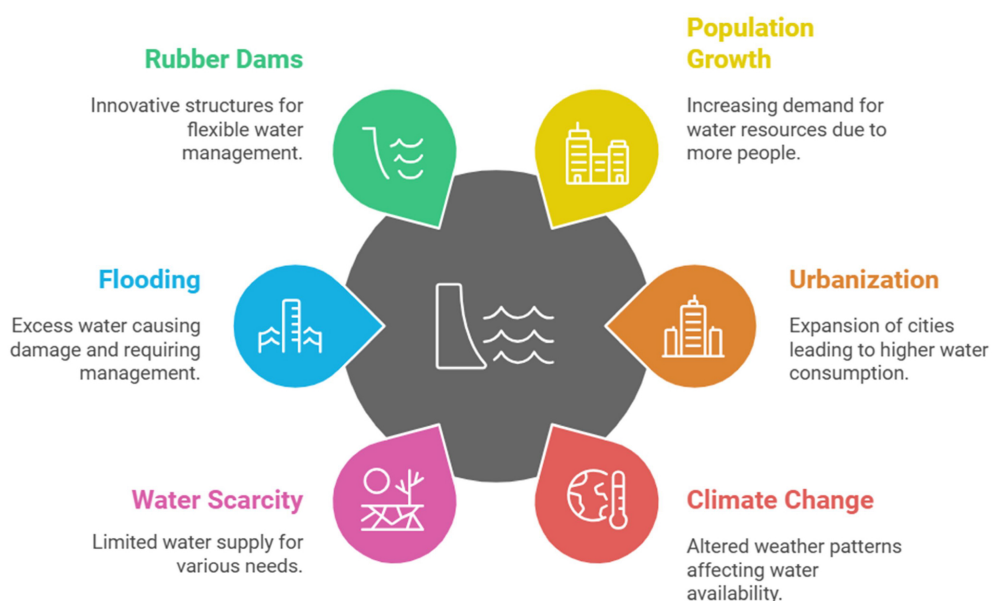 Rubber Dams
Innovative structures for
flexible water
management.
Population
Growth
Increasing demand for
water resources due to
more people.
Flooding
Excess water causing
damage and requiring
management.
Urbanization
Expansion of cities
leading to higher water
consumption.
Water Scarcity
Limited water supply for
various needs.
Climate Change
Altered weather patterns
affecting water
availability.